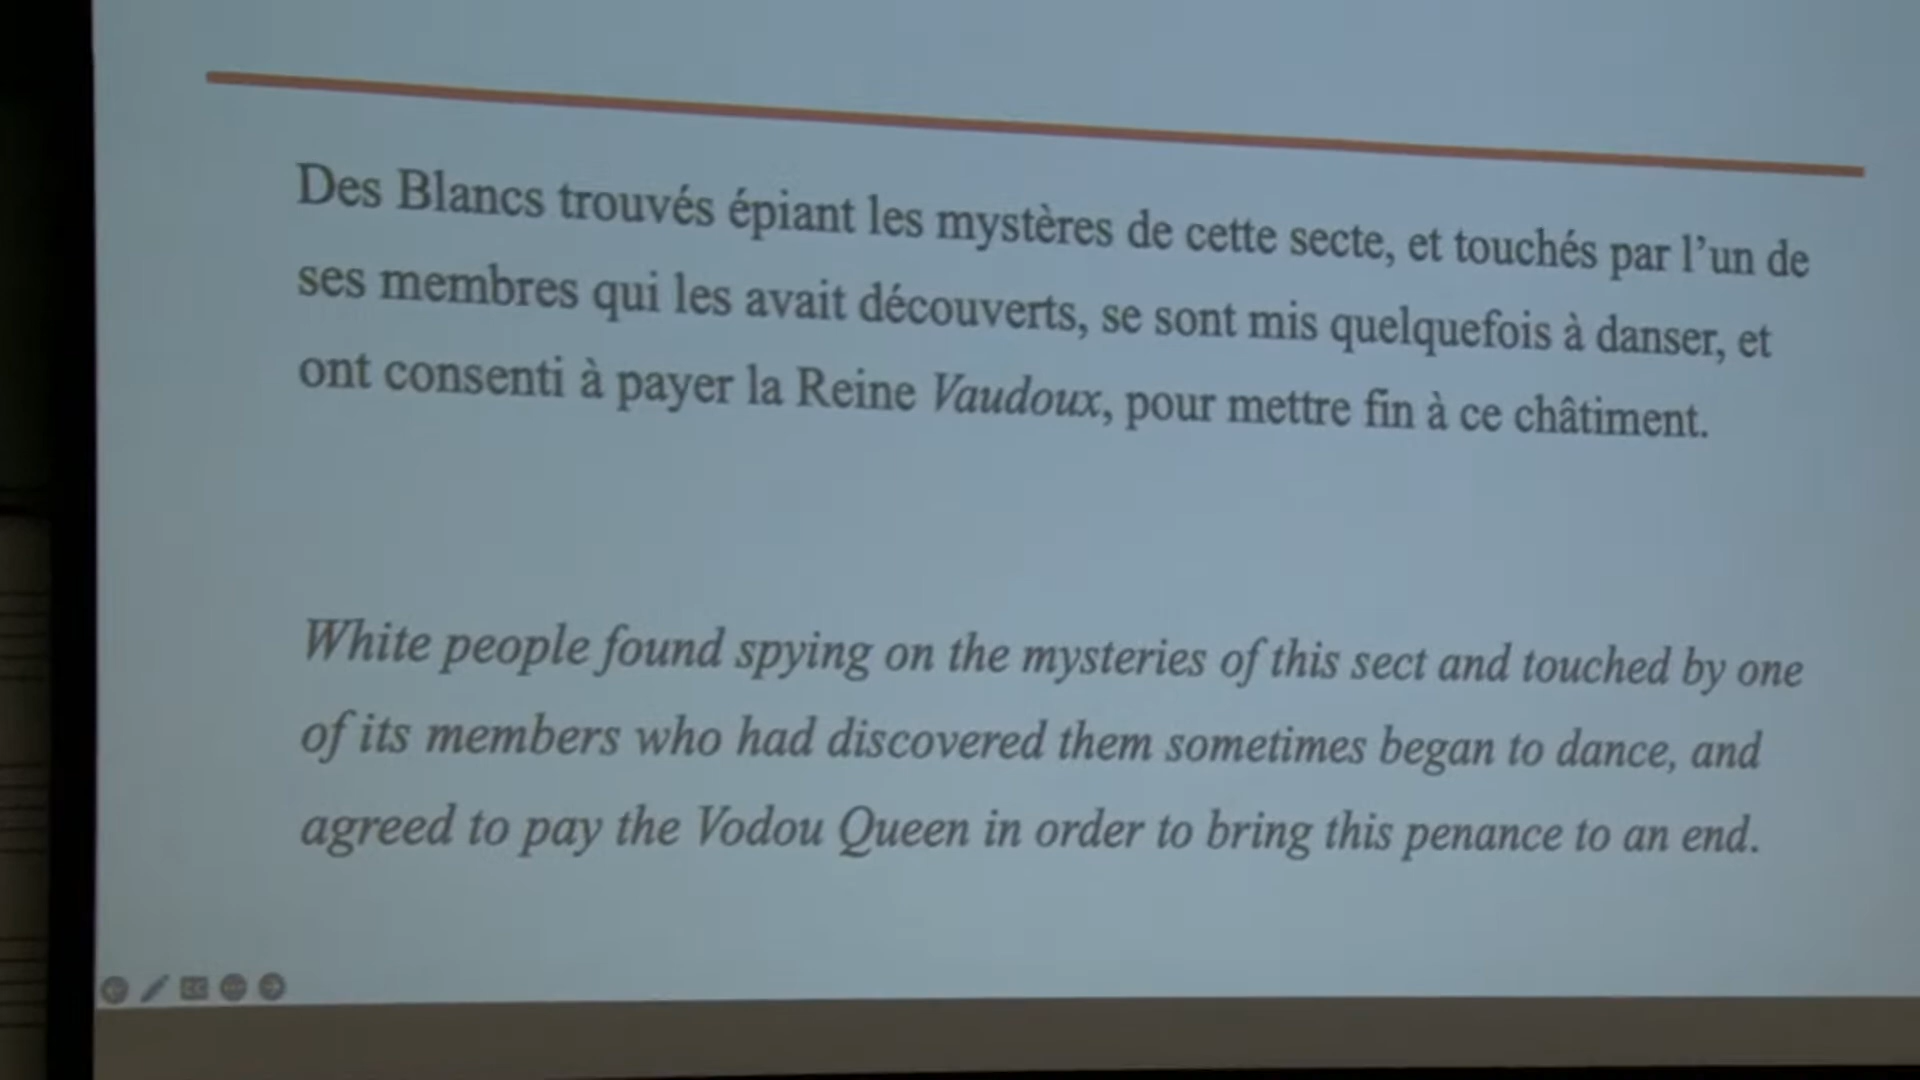 Des Blancs trouvés épiant les mystères de cette secte, et touchés par l’un de
ses membres qui les avait découverts, se sont mis quelquefois à danser, et
ont consenti à payer la Reine Vaudoux, pour mettre fin à ce châtiment.
White people found spying on the mysteries of this sect and touched by one
of its members who had discovered them sometimes began to dance, and
agreed to pay the Vodou Queen in order to bring this penance to an end.